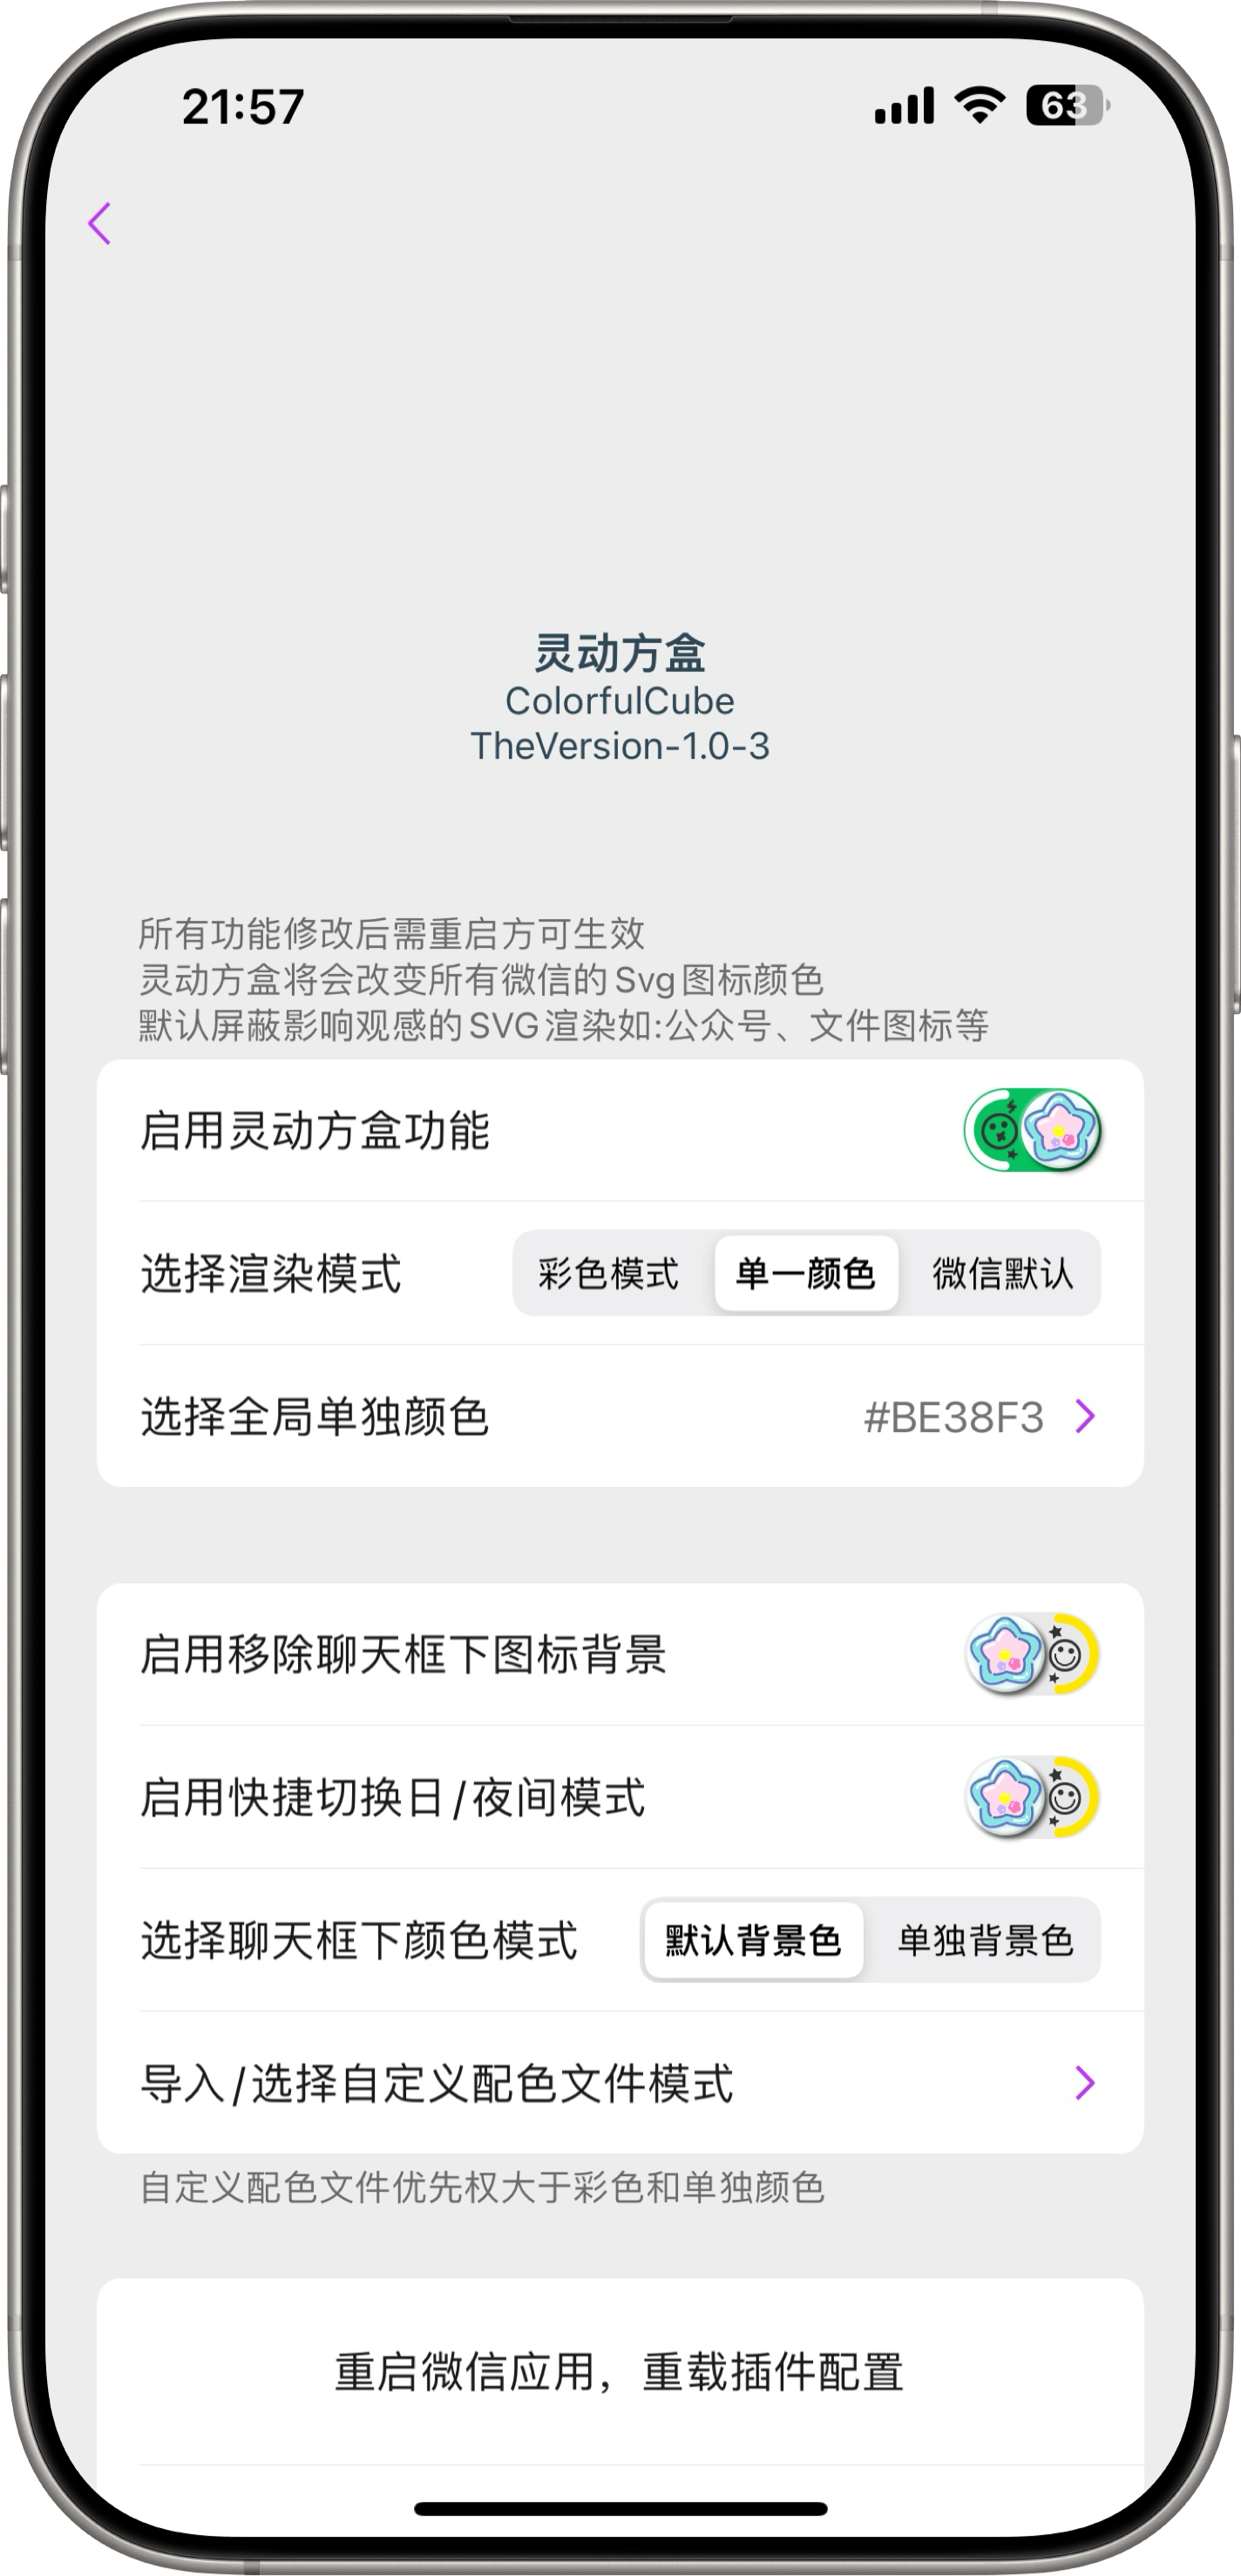 21:57
63
灵动方盒
ColorfulCube
TheVersion-1.0-3
所有功能修改后需重启方可生效
灵动方盒将会改变所有微信的Svg图标颜色
默认屏蔽影响观感的SVG渲染如:公众号、文件图标等
启用灵动方盒功能
选择渲染模式 彩色模式 单一颜色 微信默认
选择全局单独颜色 #BE38F3
启用移除聊天框下图标背景
启用快捷切换日/夜间模式
选择聊天框下颜色模式 默认背景色 单独背景色
导入/选择自定义配色文件模式
自定义配色文件优先权大于彩色和单独颜色
重启微信应用，重载插件配置